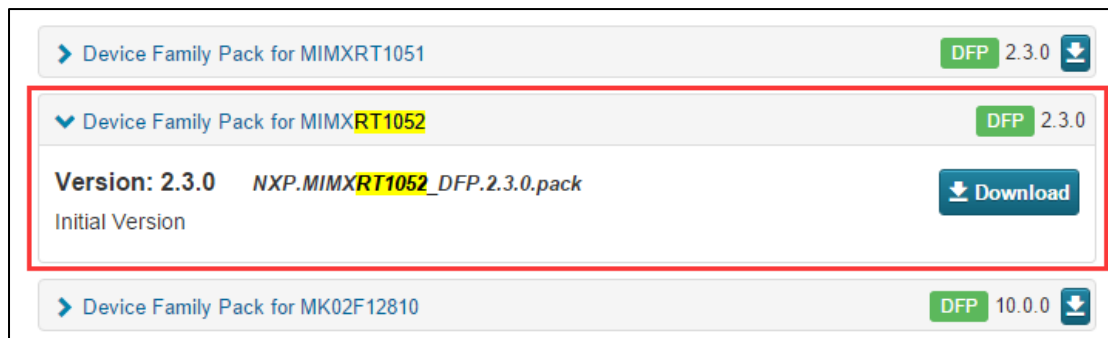 Device Family Pack for MIMXRT1051 DFP 2.3.0
Device Family Pack for MIMXRT1052 DFP 2.3.0
Version: 2.3.0 NXP.MIMXRT1052_DFP.2.3.0.pack Download
Initial Version
Device Family Pack for MK02F12810 DFP 10.0.0